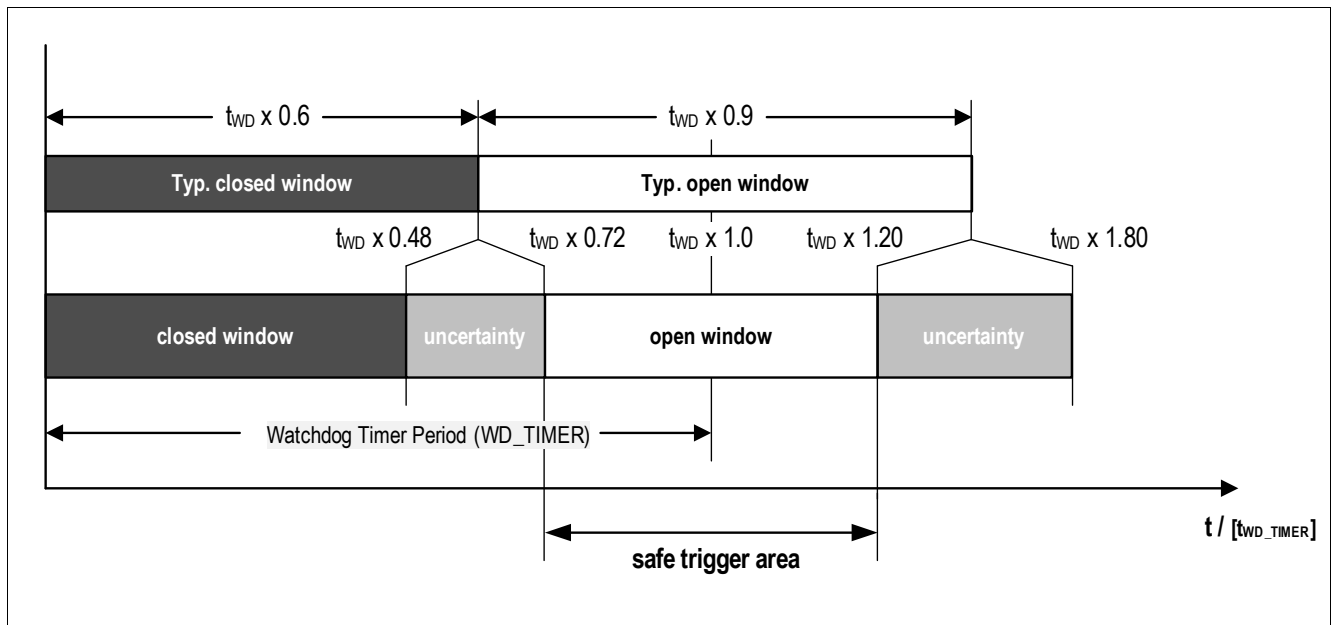 tWD x 0.6
tWD x 0.9
Typ. closed window
Typ. open window
tWD x 0.48
tWD x 0.72
tWD x 1.0
tWD x 1.20
tWD x 1.80
closed window
uncertainty
open window
uncertainty
Watchdog Timer Period (WD_TIMER)
t / [tWD_TIMER]
safe trigger area